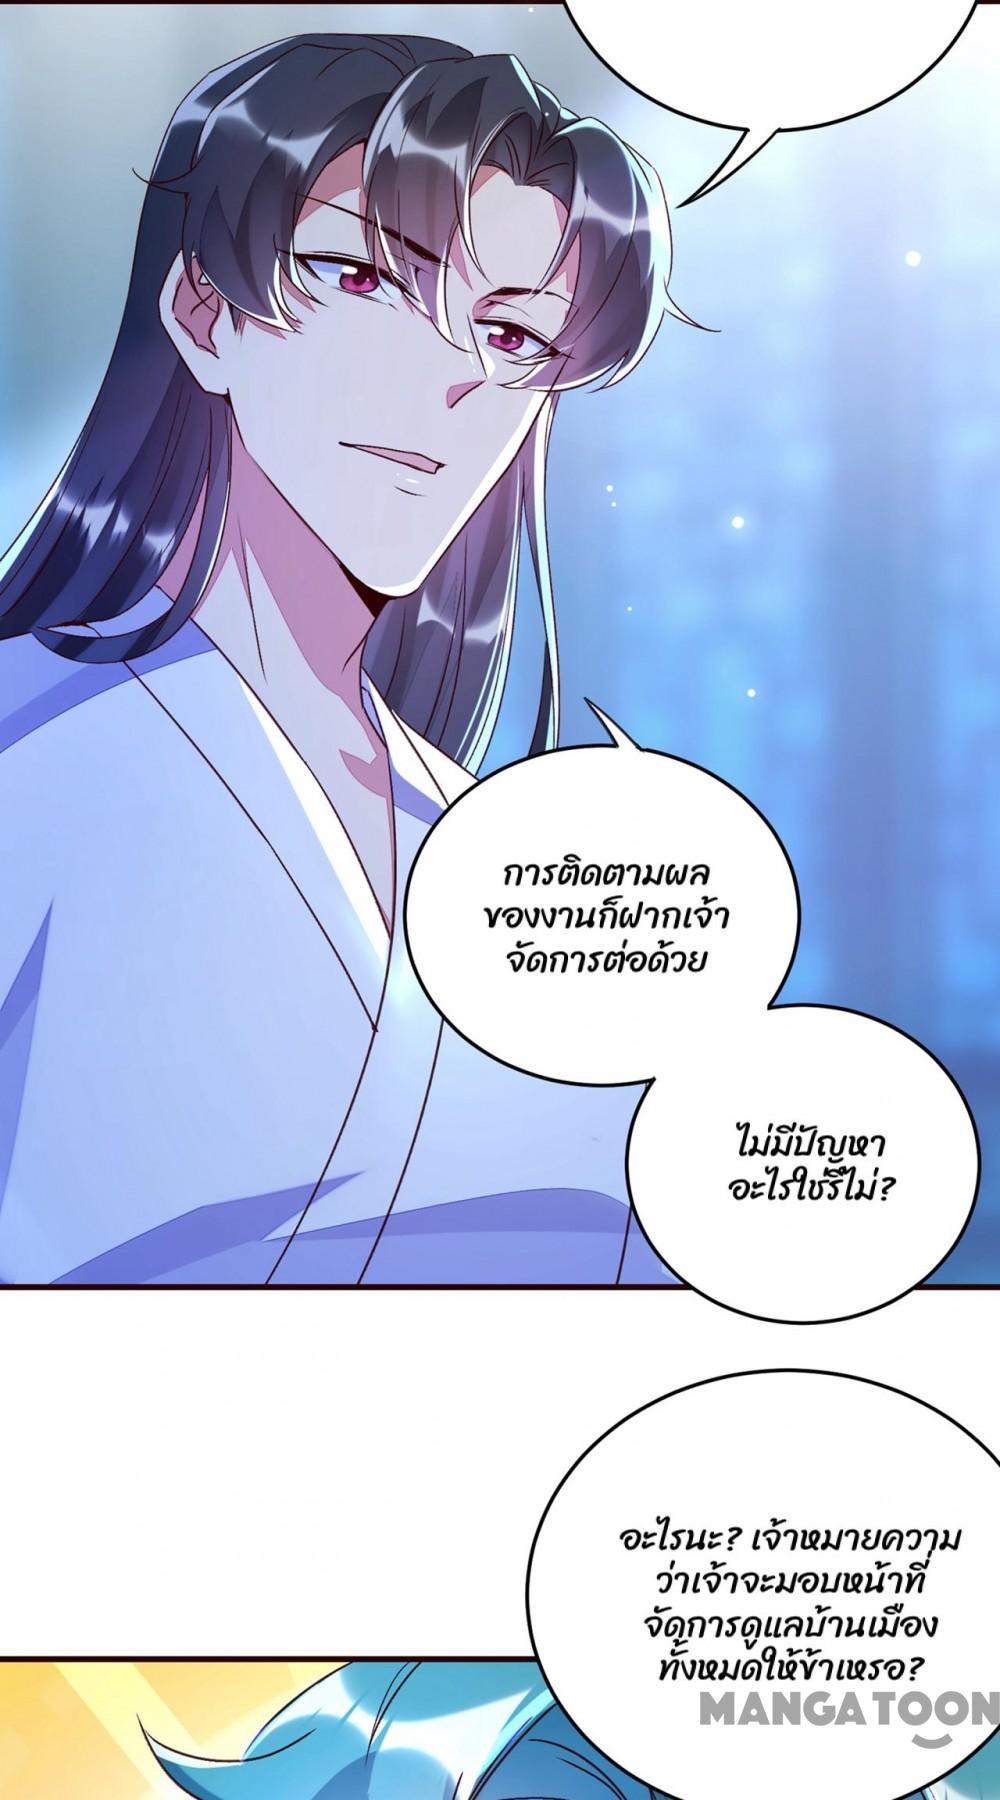 การติดตามผล
ของงานก็ฝากเจ้า
จัดการต่อด้วย
ไม่มีปัญหา
อะไรใช่รึไม่?
อะไรนะ? เจ้าหมายความ
ว่าเจ้าจะมอบหน้าที่
จัดการดูแลบ้านเมือง
ทั้งหมดให้ข้าเหรอ?
MANGATOON